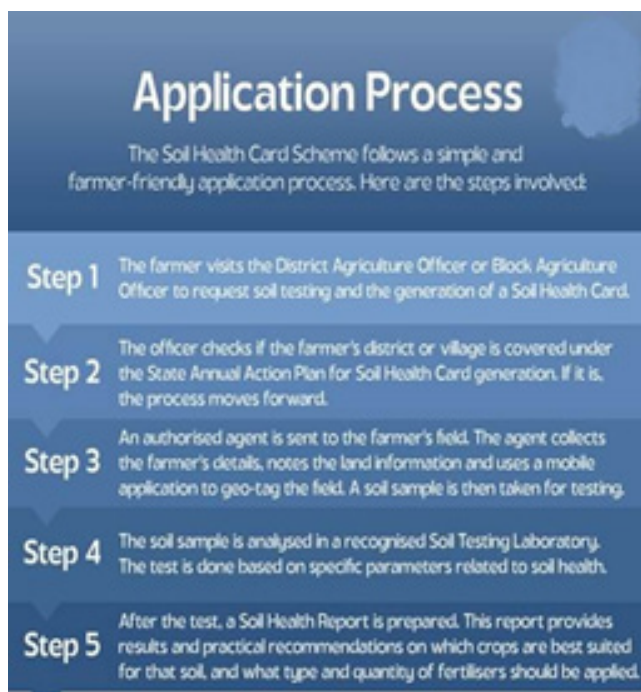 Application Process
The Soil Health Card Scheme follows a simple and
farmer-friendly application process. Here are the steps involved:
Step 1
The farmer visits the District Agriculture Officer or Block Agriculture
Officer to request soil testing and the generation of a Soil Health Card.
Step 2
The officer checks if the farmer's district or village is covered under
the State Annual Action Plan for Soil Health Card generation. If it is,
the process moves forward.
Step 3
An authorised agent is sent to the farmer's field. The agent collects
the farmer's details, notes the land information and uses a mobile
application to geo-tag the field. A soil sample is then taken for testing.
Step 4
The soil sample is analysed in a recognised Soil Testing Laboratory.
The test is done based on specific parameters related to soil health.
Step 5
After the test, a Soil Health Report is prepared. This report provides
results and practical recommendations on which crops are best suited
for that soil, and what type and quantity of fertilisers should be applied.